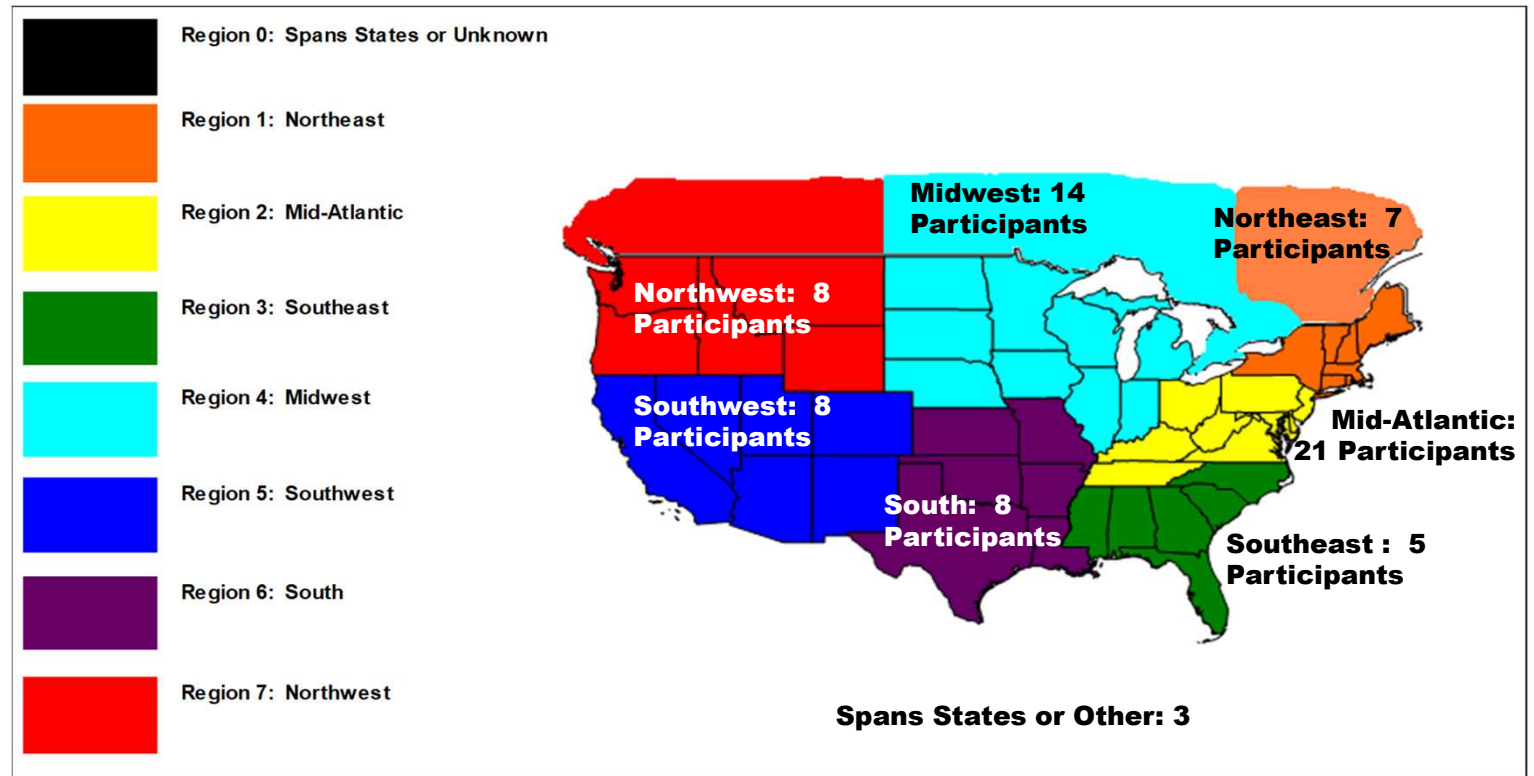 Region 0: Spans States or Unknown
Region 1: Northeast
Region 2: Mid-Atlantic
Region 3: Southeast
Region 4: Midwest
Region 5: Southwest
Region 6: South
Region 7: Northwest
Midwest: 14
Participants
Northeast: 7
Participants
Northwest: 8
Participants
Southwest: 8
Participants
Mid-Atlantic:
21 Participants
South: 8
Participants
Southeast : 5
Participants
Spans States or Other: 3